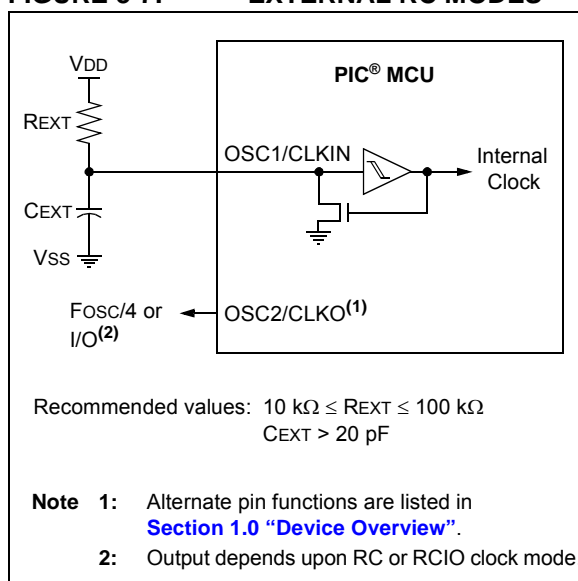 FIGURE 3-7: EXTERNAL RC MODES
VDD
PIC® MCU
REXT
OSC1/CLKIN
Internal
Clock
CEXT
VSS
FOSC/4 or
I/O(2)
OSC2/CLKO(1)
Recommended values: 10 kΩ ≤ REXT ≤ 100 kΩ
CEXT > 20 pF
Note 1: Alternate pin functions are listed in
Section 1.0 “Device Overview”.
2: Output depends upon RC or RCIO clock mode